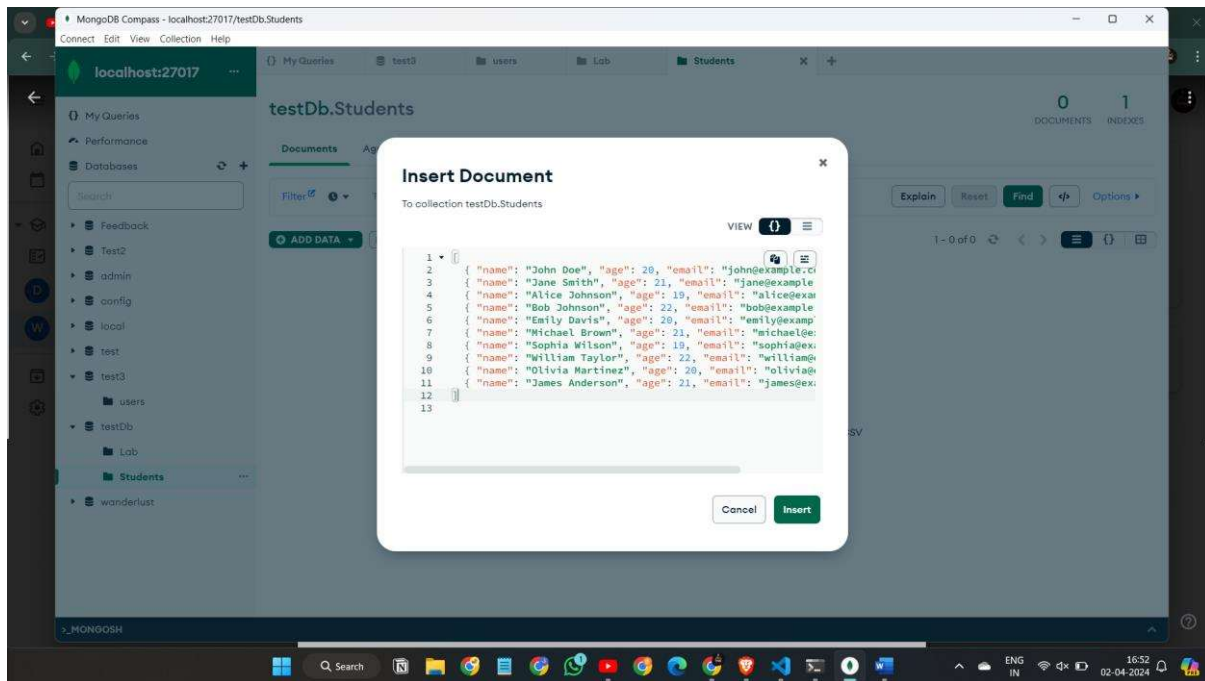 MongoDB Compass - localhost:27017/testDb.Students
Connect Edit View Collection Help
localhost:27017 ...
My Queries
Performance
Databases
Search
Feedback
Test2
admin
config
local
test
test3
users
testDb
Lab
Students ...
wanderlust
>_MONGOSH
{} My Queries test3 users Lab Students
testDb.Students
0 DOCUMENTS
1 INDEXES
Documents Ag
Filter
Explain Reset Find </> Options
ADD DATA
1 - 0 of 0
SV
Insert Document
To collection testDb.Students
VIEW {}
1 [
2 { "name": "John Doe", "age": 20, "email": "john@example.co
3 { "name": "Jane Smith", "age": 21, "email": "jane@example
4 { "name": "Alice Johnson", "age": 19, "email": "alice@exam
5 { "name": "Bob Johnson", "age": 22, "email": "bob@example
6 { "name": "Emily Davis", "age": 20, "email": "emily@examp
7 { "name": "Michael Brown", "age": 21, "email": "michael@e
8 { "name": "Sophia Wilson", "age": 19, "email": "sophia@exa
9 { "name": "William Taylor", "age": 22, "email": "william@
10 { "name": "Olivia Martinez", "age": 20, "email": "olivia@
11 { "name": "James Anderson", "age": 21, "email": "james@exa
12 ]
13
Cancel Insert
D
W
Search
ENG
IN
16:52
02-04-2024